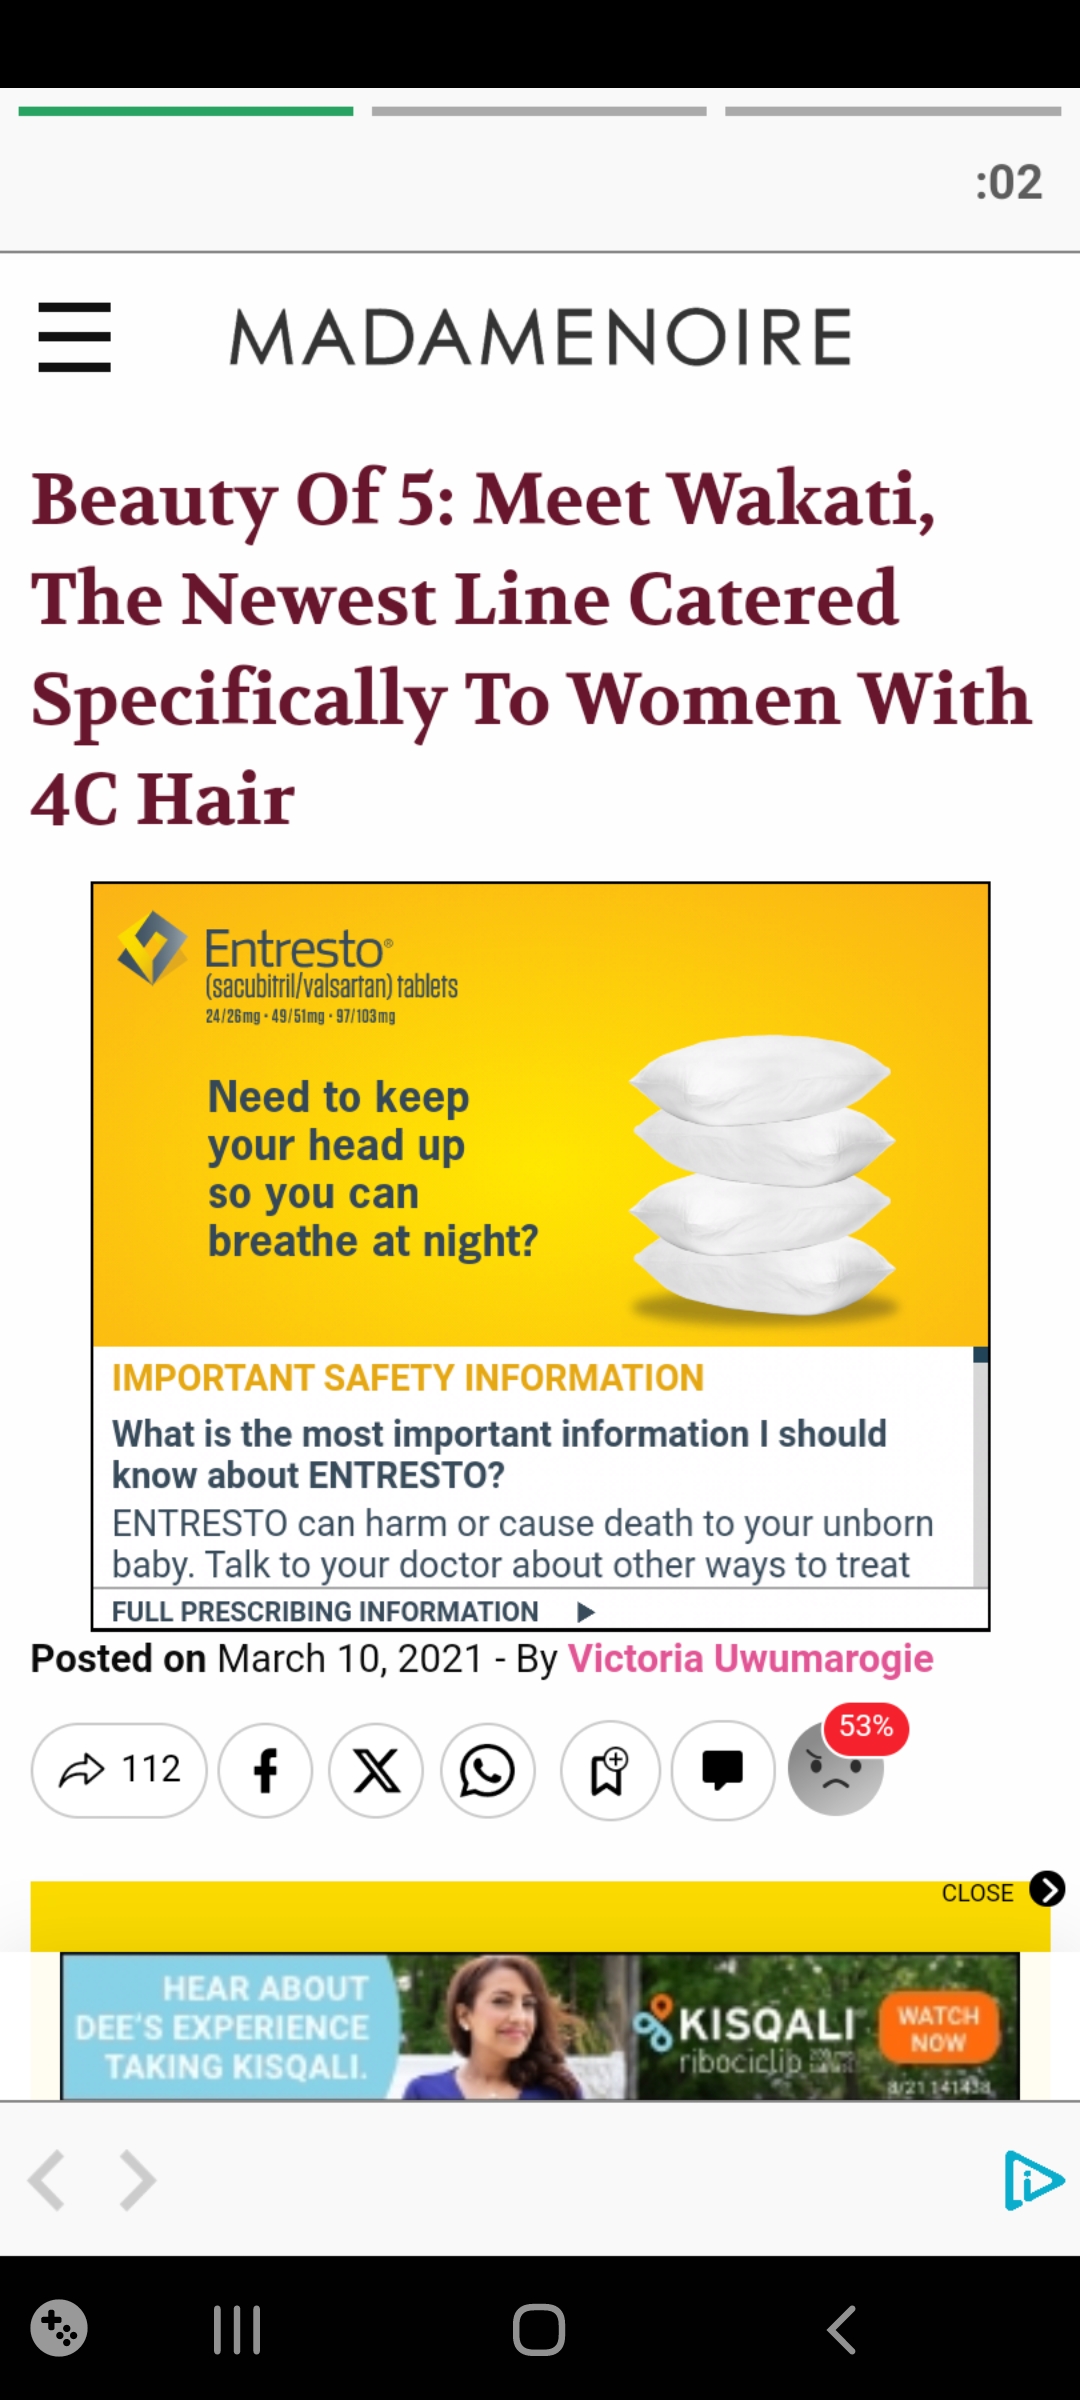 :02
MADAMENOIRE
Beauty Of 5: Meet Wakati,
The Newest Line Catered
Specifically To Women With
4C Hair
Entresto®
(sacubitril/valsartan) tablets
24/26mg · 49/51mg · 97/103mg
Need to keep
your head up
so you can
breathe at night?
IMPORTANT SAFETY INFORMATION
What is the most important information I should
know about ENTRESTO?
ENTRESTO can harm or cause death to your unborn
baby. Talk to your doctor about other ways to treat
FULL PRESCRIBING INFORMATION
Posted on March 10, 2021 - By Victoria Uwumarogie
112
53%
CLOSE
HEAR ABOUT
DEE'S EXPERIENCE
TAKING KISQALI.
KISQALI
ribociclib
WATCH
NOW
8/21 141438